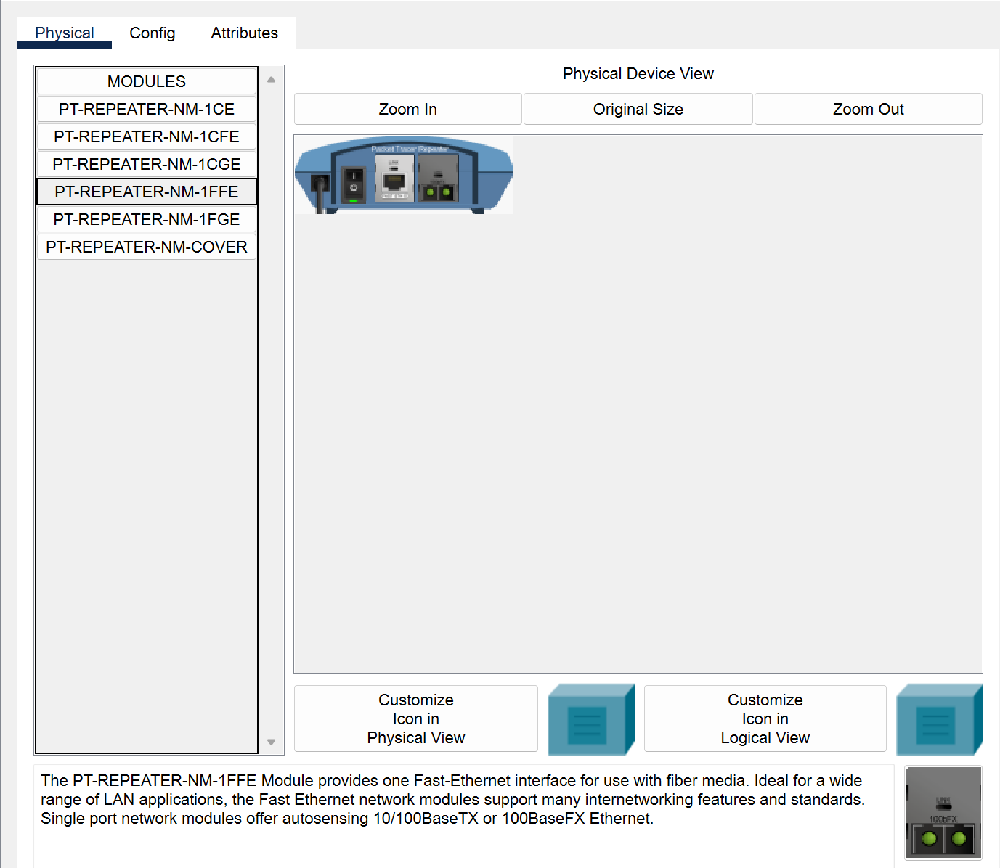 Physical
Config
Attributes
MODULES
PT-REPEATER-NM-1CE
PT-REPEATER-NM-1CFE
PT-REPEATER-NM-1CGE
PT-REPEATER-NM-1FFE
PT-REPEATER-NM-1FGE
PT-REPEATER-NM-COVER
Physical Device View
Zoom In
Original Size
Zoom Out
Packet Tracer Repeater
Customize
Icon in
Physical View
Customize
Icon in
Logical View
The PT-REPEATER-NM-1FFE Module provides one Fast-Ethernet interface for use with fiber media. Ideal for a wide
range of LAN applications, the Fast Ethernet network modules support many internetworking features and standards.
Single port network modules offer autosensing 10/100BaseTX or 100BaseFX Ethernet.
LINK
100bFX